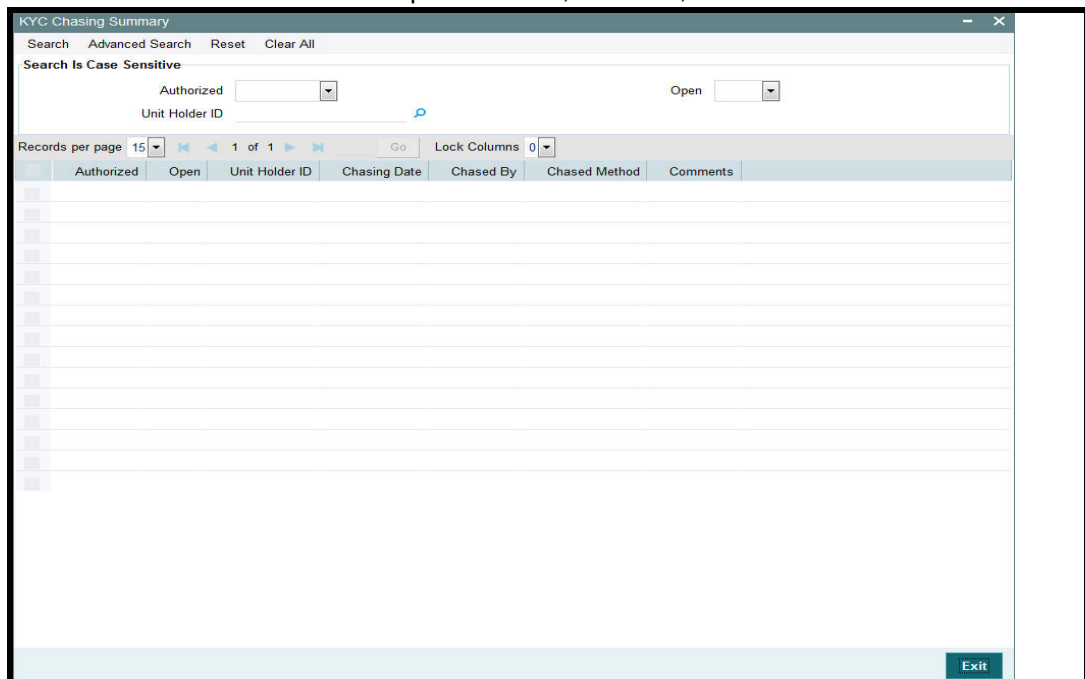 KYC Chasing Summary
Search Advanced Search Reset Clear All
Search Is Case Sensitive
Authorized Open
Unit Holder ID
Records per page 15 1 of 1 Go Lock Columns 0
Authorized Open Unit Holder ID Chasing Date Chased By Chased Method Comments
Exit